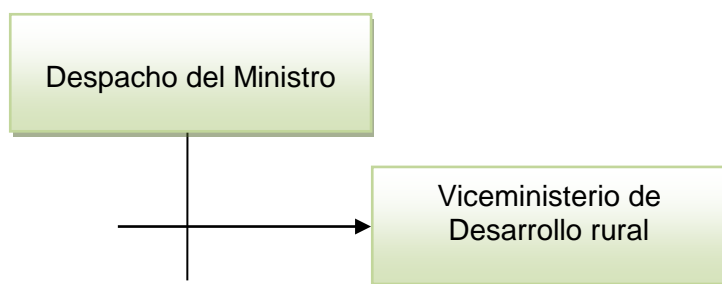 Despacho del Ministro
Viceministerio de
Desarrollo rural